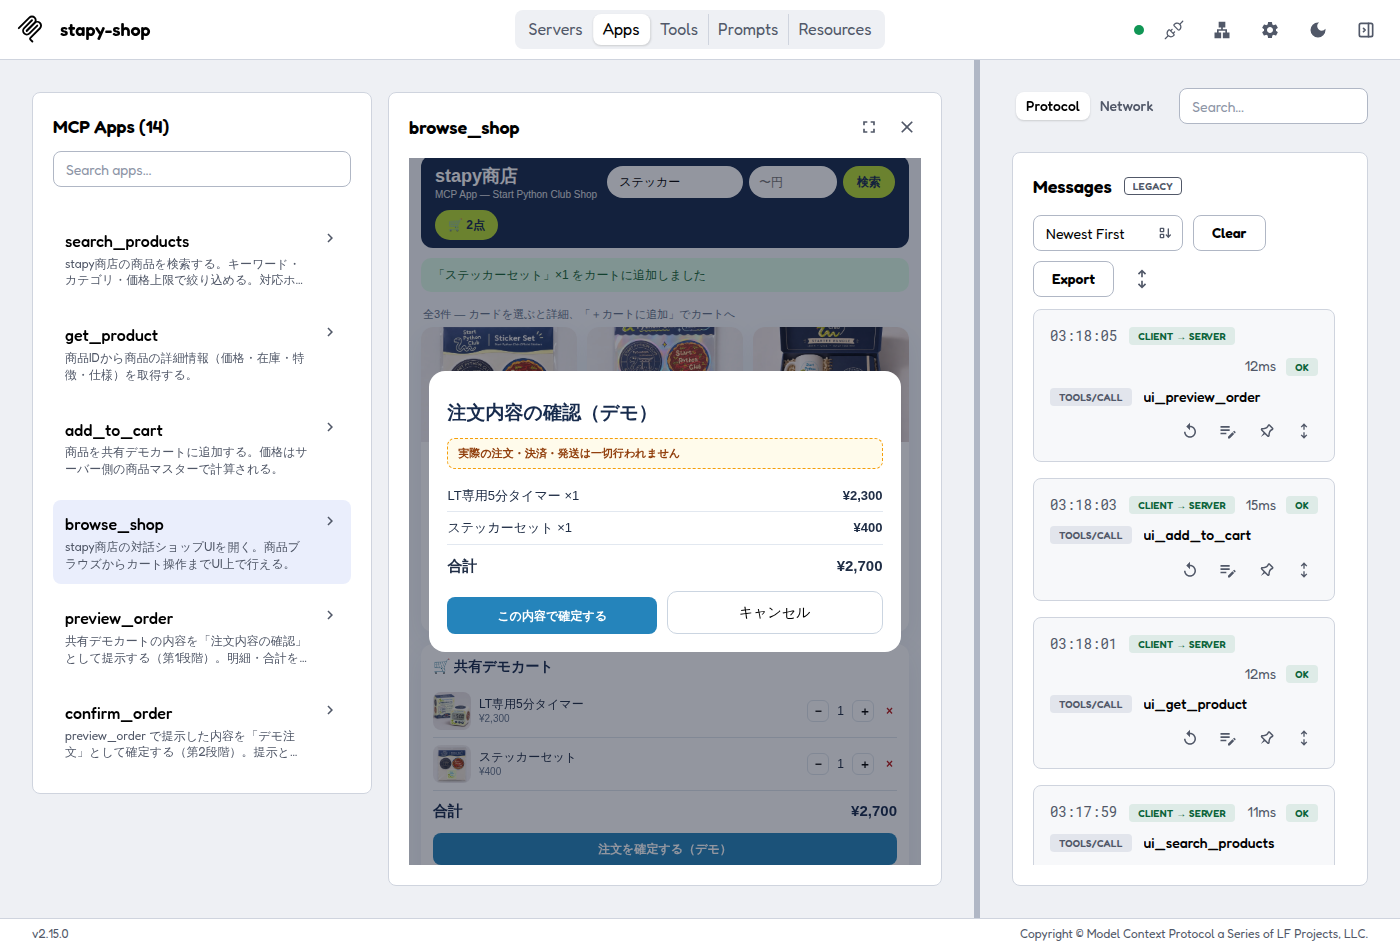 stapy-shop
Servers
Apps
Tools
Prompts
Resources
MCP Apps (14)
Search apps...
search_products
stapy商店の商品を検索する。キーワード・
カテゴリ・価格上限で絞り込める。対応ホ…
get_product
商品IDから商品の詳細情報（価格・在庫・特
徴・仕様）を取得する。
add_to_cart
商品を共有デモカートに追加する。価格はサ
ーバー側の商品マスターで計算される。
browse_shop
stapy商店の対話ショップUIを開く。商品ブ
ラウズからカート操作までUI上で行える。
preview_order
共有デモカートの内容を「注文内容の確認」
として提示する（第1段階）。明細・合計を…
confirm_order
preview_order で提示した内容を「デモ注
文」として確定する（第2段階）。提示と…
browse_shop
stapy商店
MCP App — Start Python Club Shop
ステッカー
〜円
検索
🛒 2点
「ステッカーセット」×1 をカートに追加しました
全3件 — カードを選ぶと詳細、「＋カートに追加」でカートへ
Start
Python
Club
Sticker Set
注文内容の確認（デモ）
実際の注文・決済・発送は一切行われません
LT専用5分タイマー ×1
¥2,300
ステッカーセット ×1
¥400
合計
¥2,700
この内容で確定する
キャンセル
🛒 共有デモカート
LT専用5分タイマー
¥2,300
− 1 + ×
ステッカーセット
¥400
− 1 + ×
合計
¥2,700
注文を確定する（デモ）
Protocol
Network
Search...
Messages
LEGACY
Newest First
Clear
Export
03:18:05
CLIENT → SERVER
12ms
OK
TOOLS/CALL
ui_preview_order
03:18:03
CLIENT → SERVER
15ms
OK
TOOLS/CALL
ui_add_to_cart
03:18:01
CLIENT → SERVER
12ms
OK
TOOLS/CALL
ui_get_product
03:17:59
CLIENT → SERVER
11ms
OK
TOOLS/CALL
ui_search_products
v2.15.0
Copyright © Model Context Protocol a Series of LF Projects, LLC.